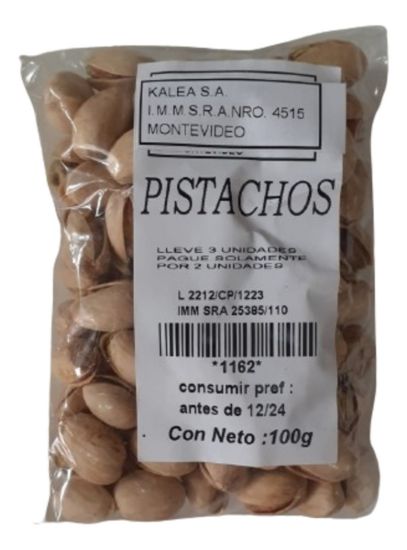 KALEA S.A.
I.M.M.S.R.A.NRO. 4515
MONTEVIDEO
PISTACHOS
LLEVE 3 UNIDADES
PAGUE SOLAMENTE
POR 2 UNIDADES
L 2212/CP/1223
IMM SRA 25385/110
*1162*
consumir pref :
antes de 12/24
Con Neto :100g